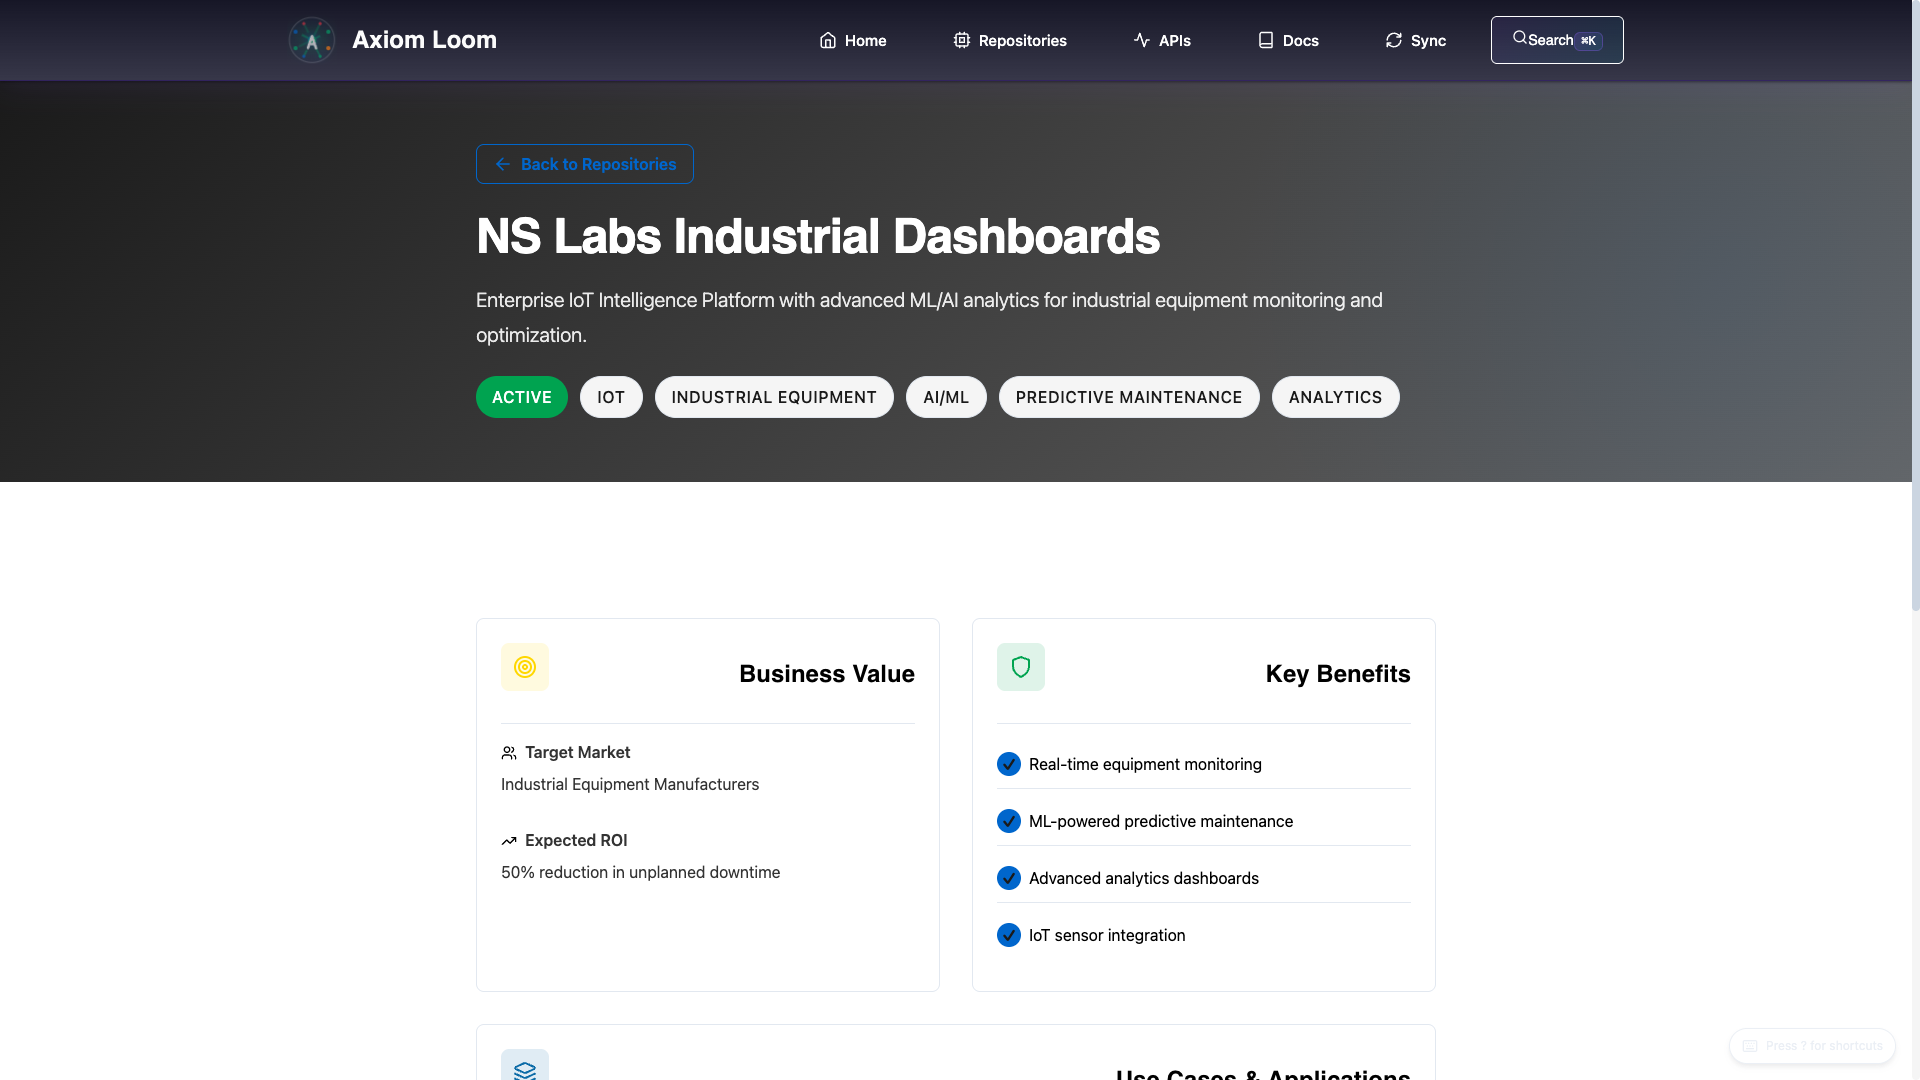 A
Axiom Loom
Home
Repositories
APIs
Docs
Sync
Search ⌘K
Back to Repositories
NS Labs Industrial Dashboards
Enterprise IoT Intelligence Platform with advanced ML/AI analytics for industrial equipment monitoring and
optimization.
ACTIVE
IOT
INDUSTRIAL EQUIPMENT
AI/ML
PREDICTIVE MAINTENANCE
ANALYTICS
Business Value
Target Market
Industrial Equipment Manufacturers
Expected ROI
50% reduction in unplanned downtime
Key Benefits
Real-time equipment monitoring
ML-powered predictive maintenance
Advanced analytics dashboards
IoT sensor integration
Use Cases & Applications
Press ? for shortcuts